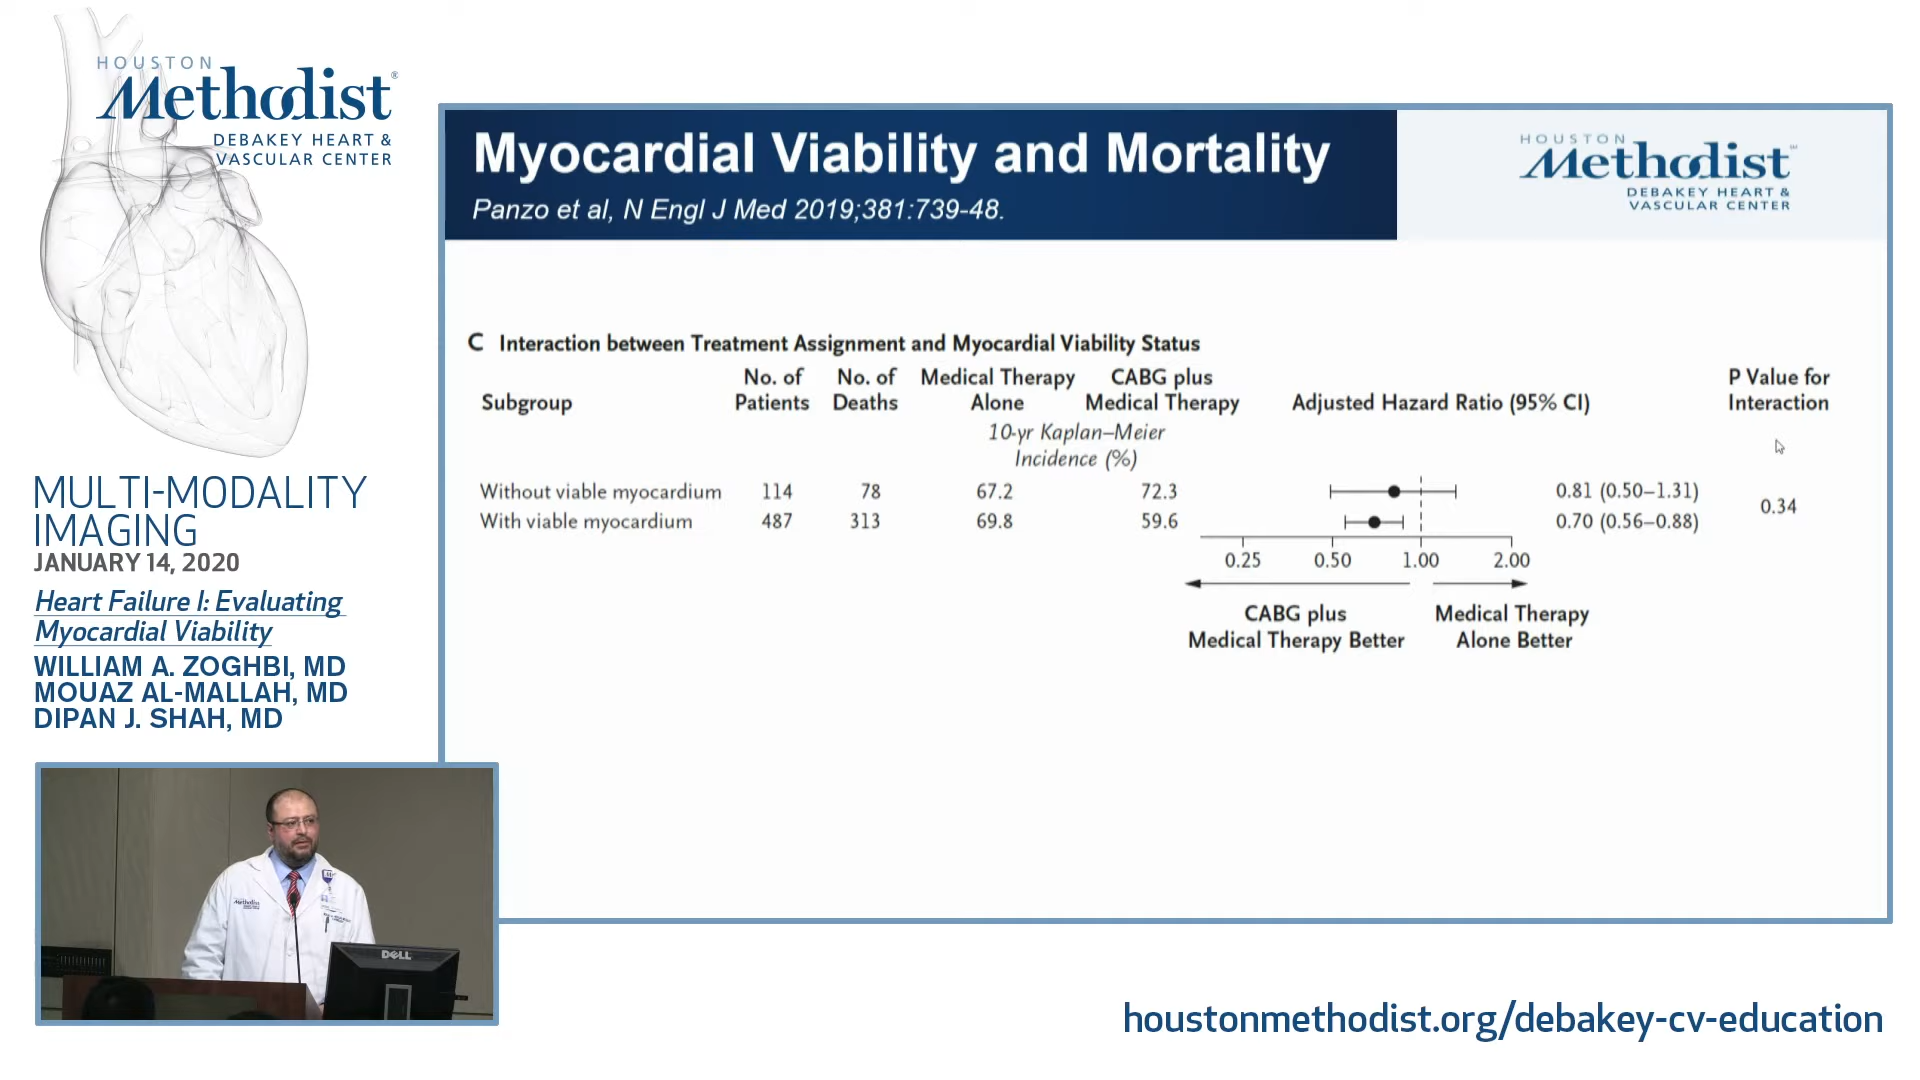 HOUSTON
Methodist®
DEBAKEY HEART &
VASCULAR CENTER
MULTI-MODALITY
IMAGING
JANUARY 14, 2020
Heart Failure I: Evaluating
Myocardial Viability
WILLIAM A. ZOGHBI, MD
MOUAZ AL-MALLAH, MD
DIPAN J. SHAH, MD
Myocardial Viability and Mortality
Panzo et al, N Engl J Med 2019;381:739-48.
HOUSTON
Methodist
DEBAKEY HEART &
VASCULAR CENTER
C Interaction between Treatment Assignment and Myocardial Viability Status
Subgroup No. of Patients No. of Deaths Medical Therapy Alone CABG plus Medical Therapy Adjusted Hazard Ratio (95% CI) P Value for Interaction
10-yr Kaplan–Meier
Incidence (%)
Without viable myocardium 114 78 67.2 72.3 0.81 (0.50–1.31)
0.34
With viable myocardium 487 313 69.8 59.6 0.70 (0.56–0.88)
0.25 0.50 1.00 2.00
CABG plus
Medical Therapy Better
Medical Therapy
Alone Better
Methodist
DELL
houstonmethodist.org/debakey-cv-education